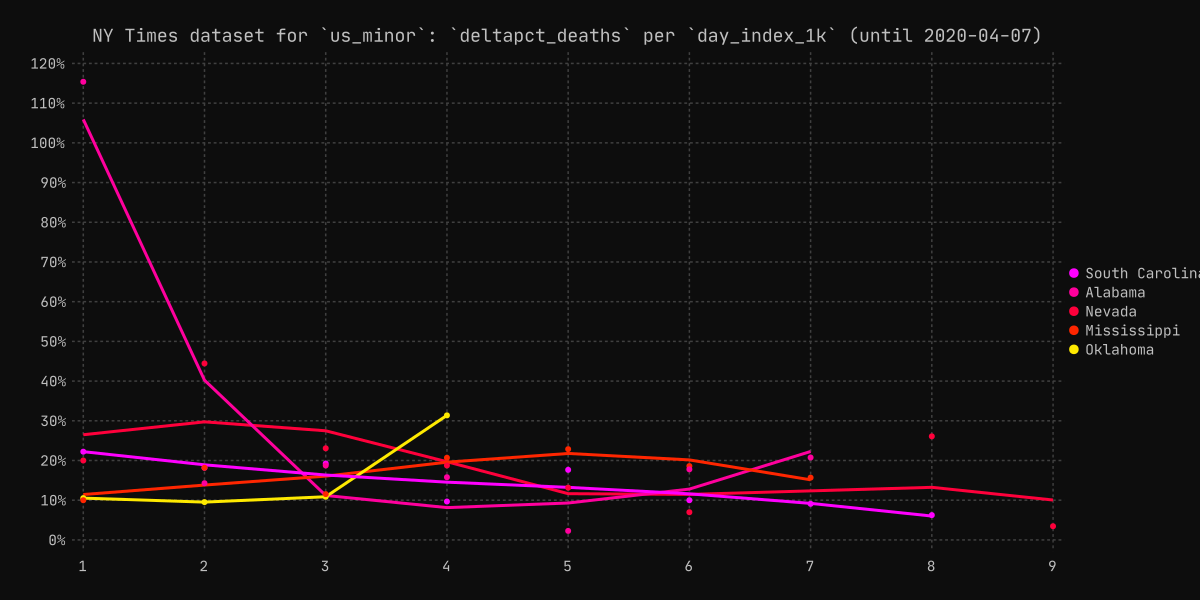 NY Times dataset for `us_minor`: `deltapct_deaths` per `day_index_1k` (until 2020-04-07)
120%
110%
100%
90%
80%
70%
60%
50%
40%
30%
20%
10%
0%
1 2 3 4 5 6 7 8 9
South Carolina
Alabama
Nevada
Mississippi
Oklahoma